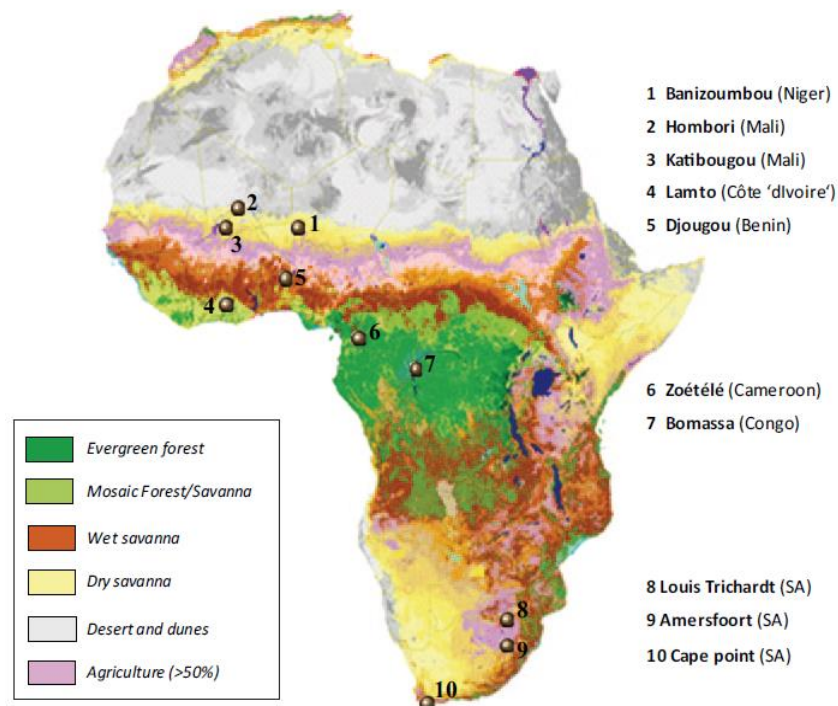 1 Banizoumbou (Niger)
2 Hombori (Mali)
3 Katibougou (Mali)
4 Lamto (Côte ‘dIvoire‘)
5 Djougou (Benin)
2
3
1
5
4
6
7
6 Zoétélé (Cameroon)
7 Bomassa (Congo)
Evergreen forest
Mosaic Forest/Savanna
Wet savanna
Dry savanna
Desert and dunes
Agriculture (>50%)
8
9
10
8 Louis Trichardt (SA)
9 Amersfoort (SA)
10 Cape point (SA)